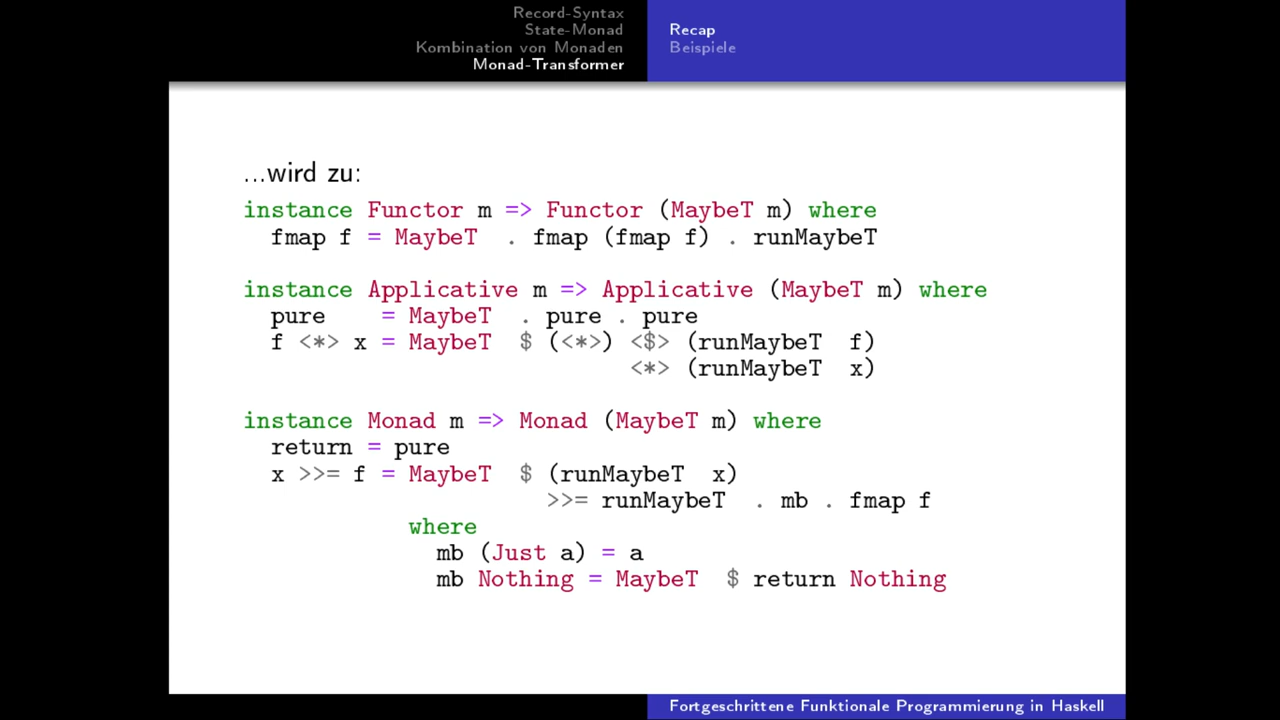 Record-Syntax
State-Monad
Kombination von Monaden
Monad-Transformer
Recap
Beispiele
...wird zu:
instance Functor m => Functor (MaybeT m) where
  fmap f = MaybeT . fmap (fmap f) . runMaybeT
instance Applicative m => Applicative (MaybeT m) where
  pure    = MaybeT . pure . pure
  f <*> x = MaybeT $ (<*>) <$> (runMaybeT f)
                           <*> (runMaybeT x)
instance Monad m => Monad (MaybeT m) where
  return = pure
  x >>= f = MaybeT $ (runMaybeT x)
                     >>= runMaybeT . mb . fmap f
            where
              mb (Just a) = a
              mb Nothing = MaybeT $ return Nothing
Fortgeschrittene Funktionale Programmierung in Haskell